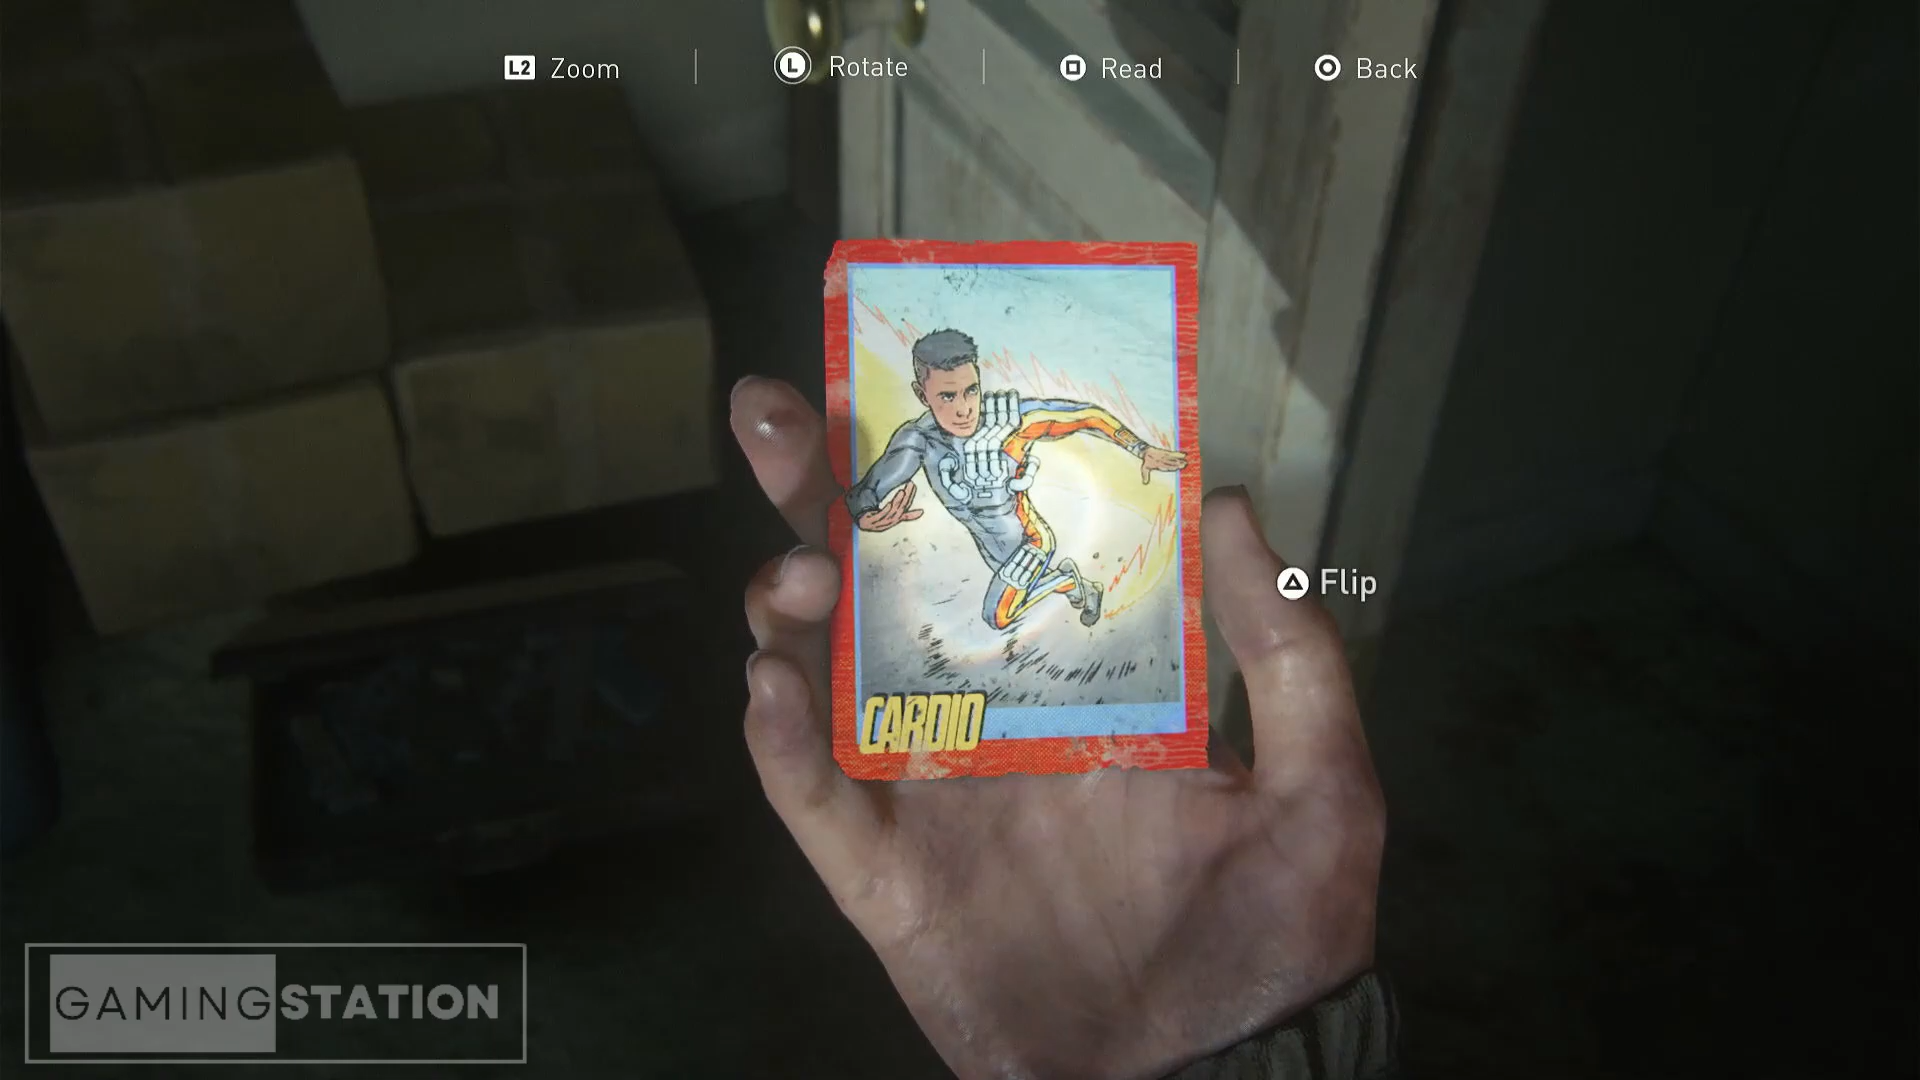 L2 Zoom
L Rotate
Read
Back
Flip
CARDIO
GAMINGSTATION